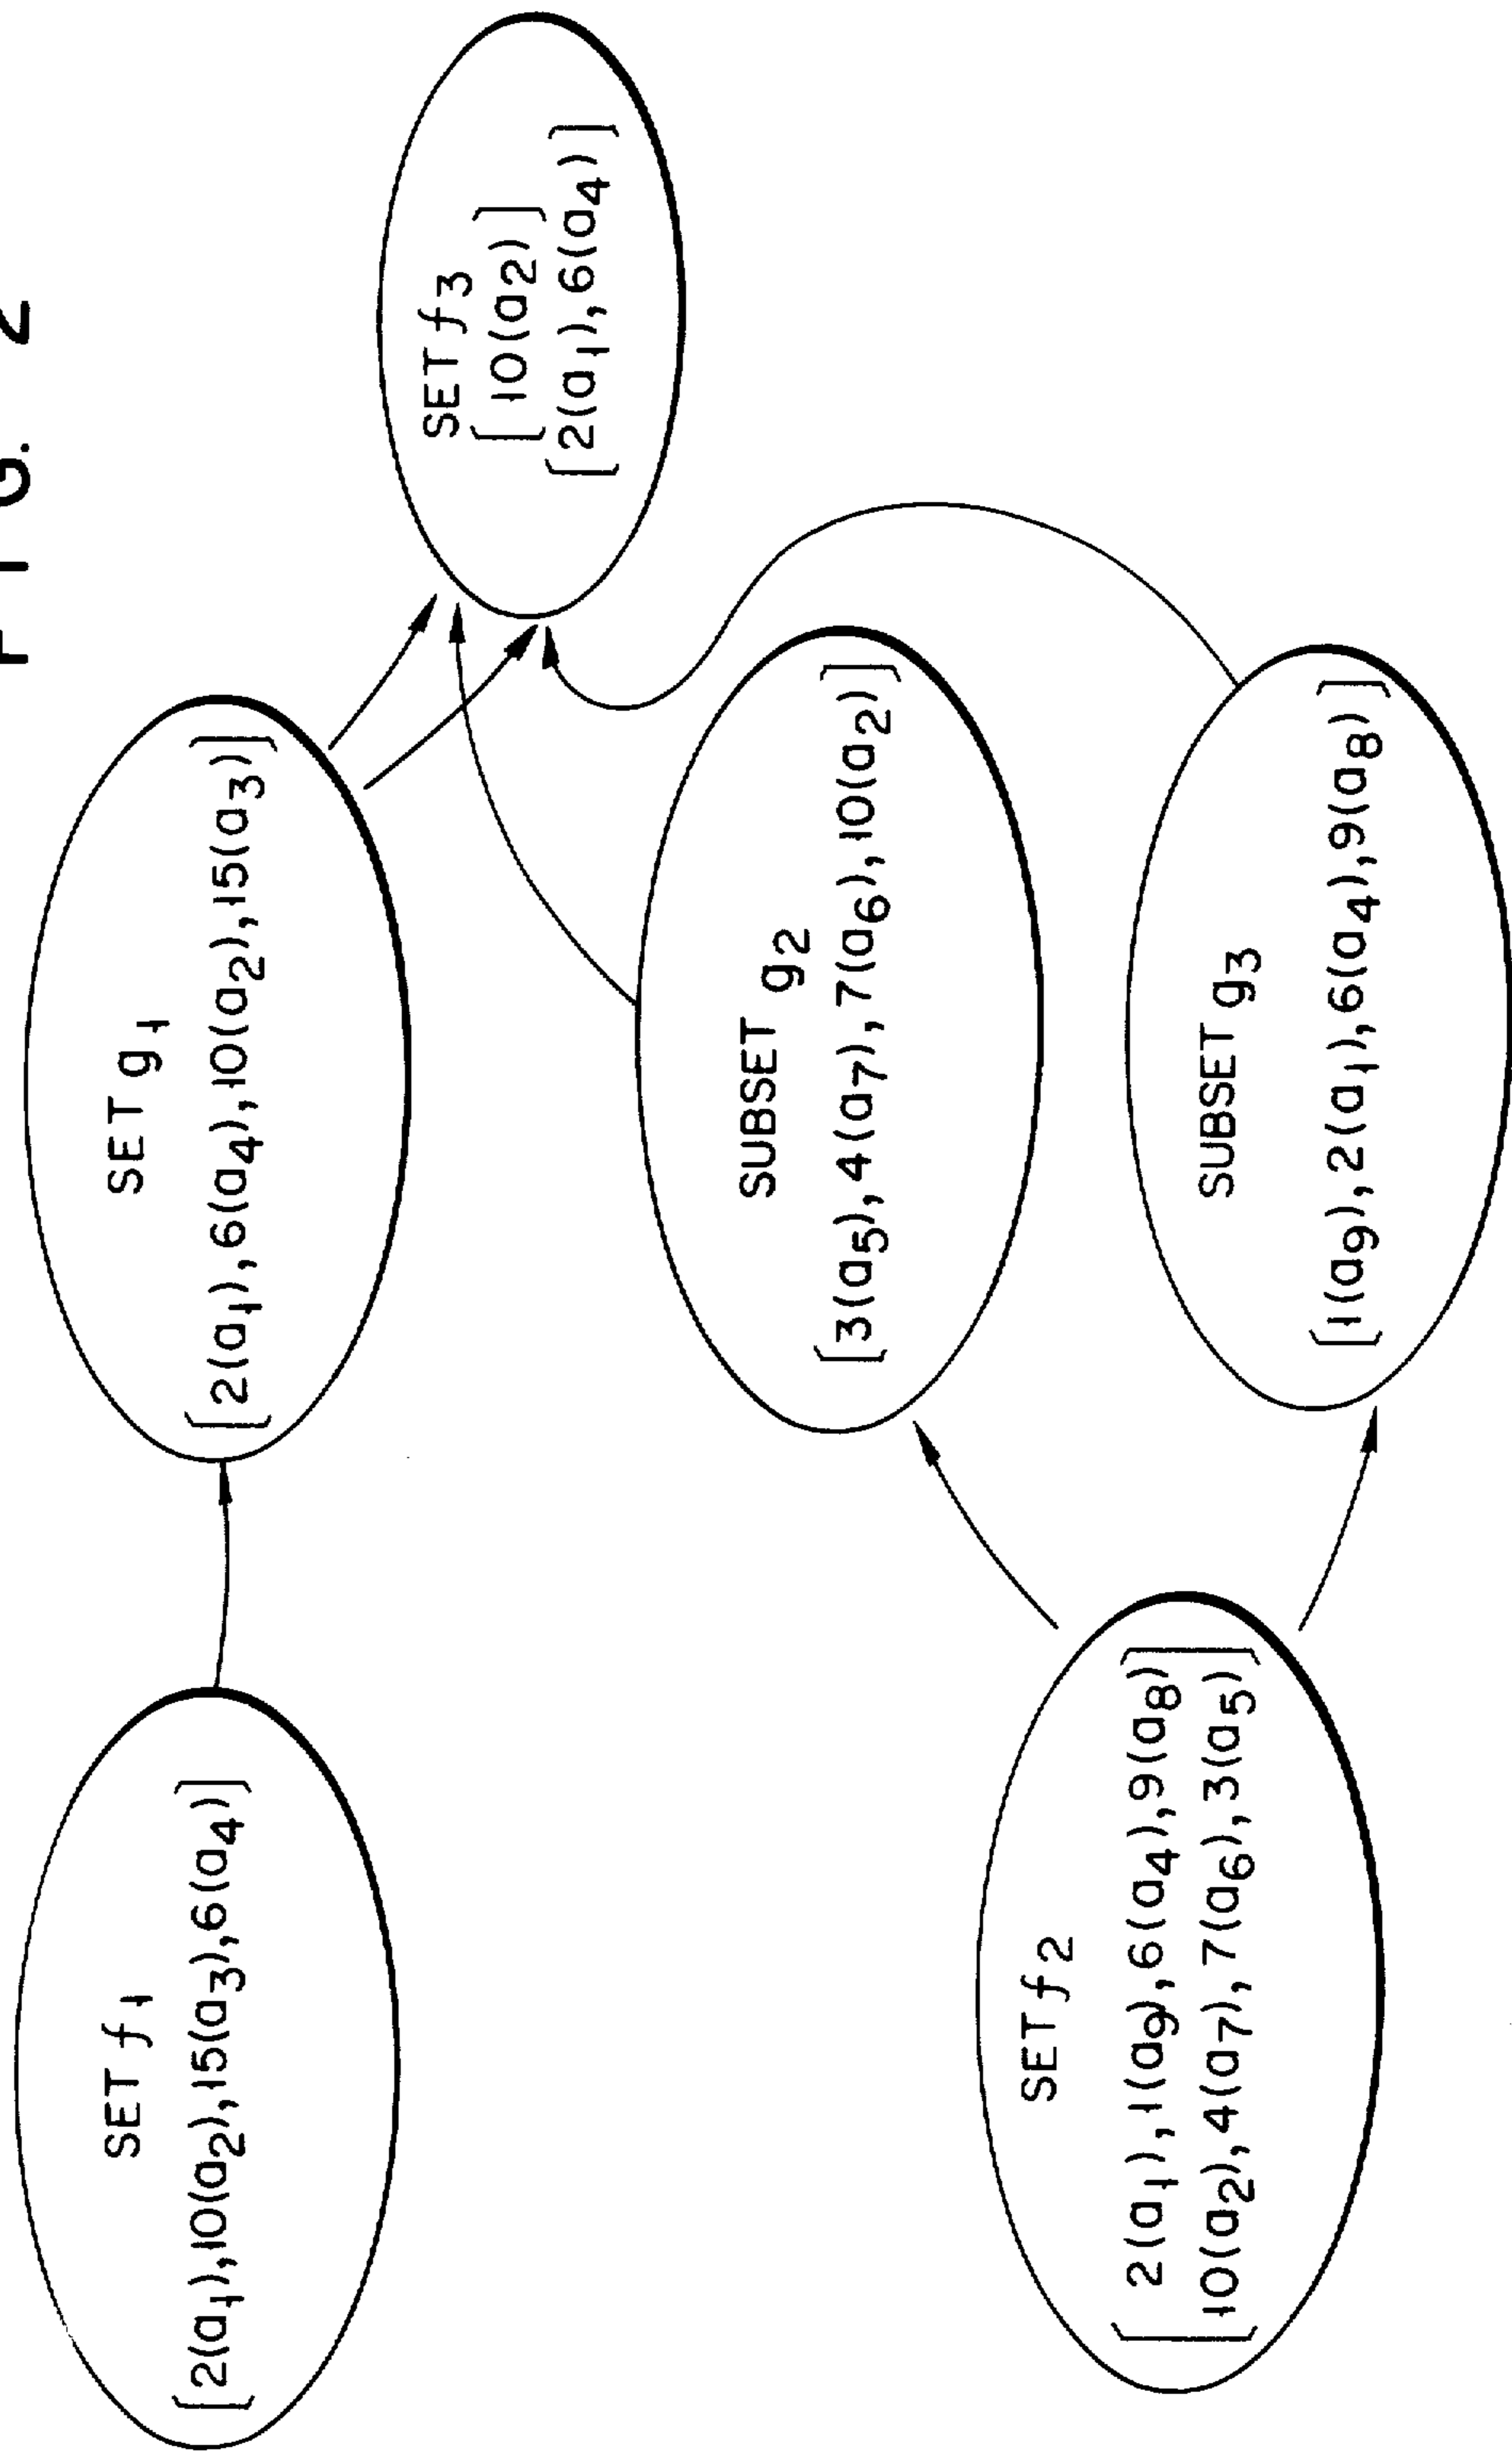 FIG. 2
SET f1
[2(a1),10(a2),15(a3),6(a4)]
SET g1
[2(a1),6(a4),10(a2),15(a3)]
SET f3
[10(a2)]
[2(a1),6(a4)]
SUBSET g2
[3(a5),4(a7),7(a6),10(a2)]
SET f2
[2(a1),1(a9),6(a4),9(a8)
10(a2),4(a7),7(a6),3(a5)]
SUBSET g3
[1(a9),2(a1),6(a4),9(a8)]